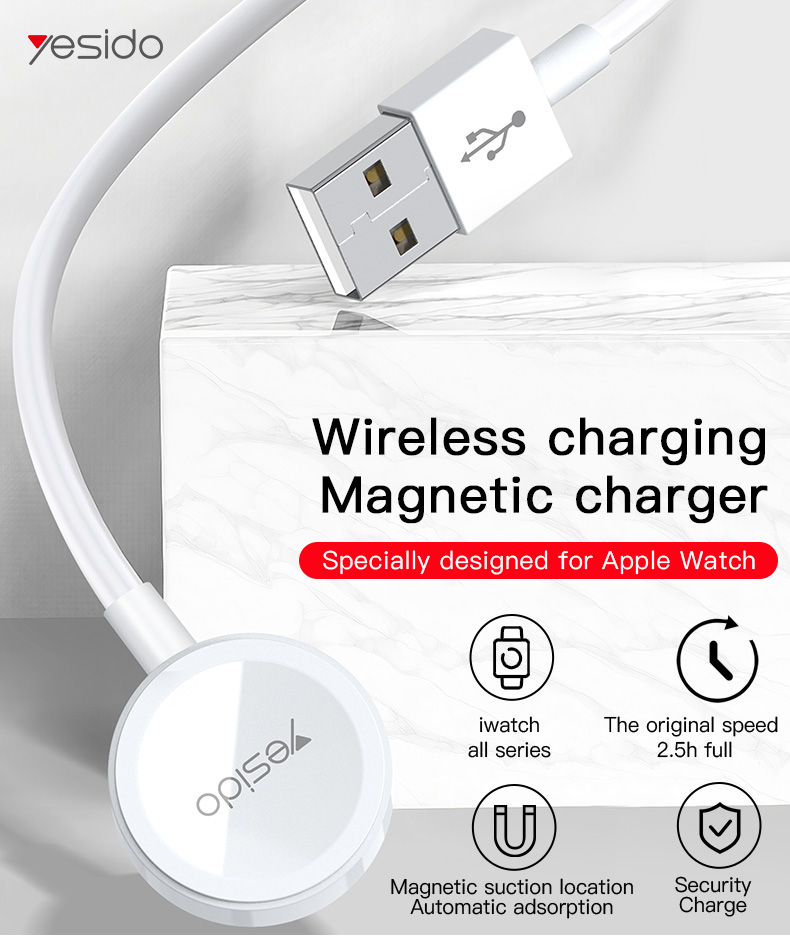 yesido
Wireless charging
Magnetic charger
Specially designed for Apple Watch
iwatch
all series
The original speed
2.5h full
yesido
Magnetic suction location
Automatic adsorption
Security
Charge